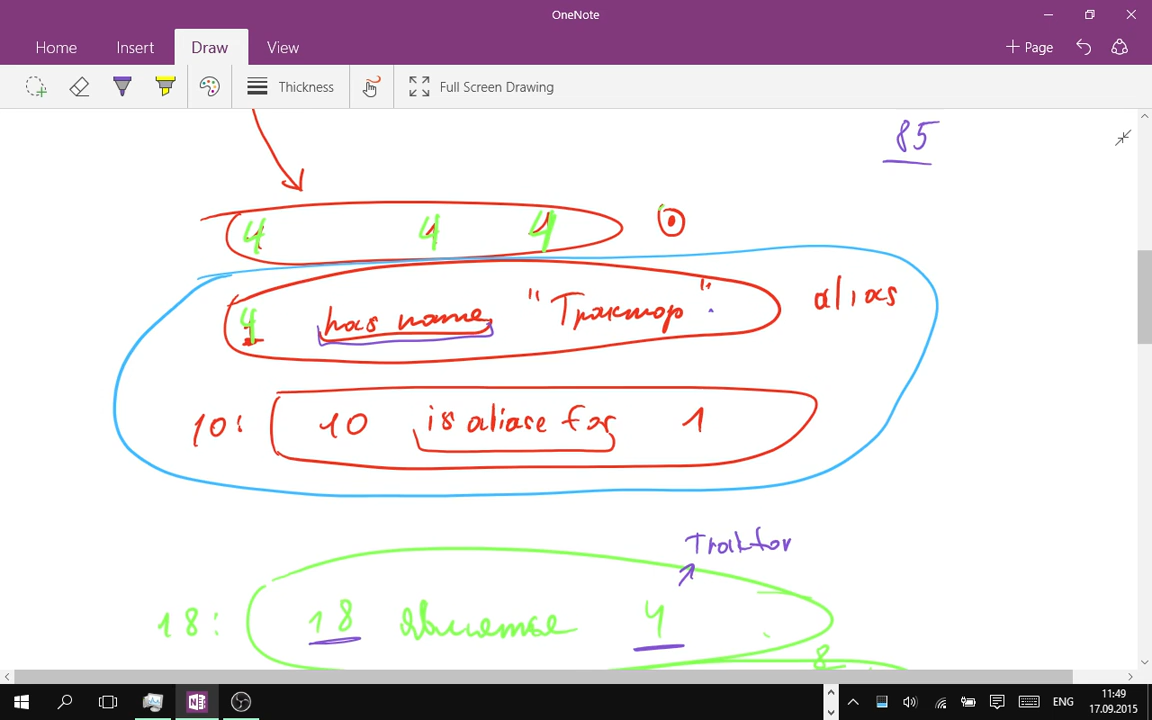 OneNote
Home Insert Draw View Page
Thickness Full Screen Drawing
85
4 4 4
4 has name "Трактор" alias
10: 10 is aliase for 1
Traktor
18: 18 является 4
8
ENG
11:49
17.09.2015